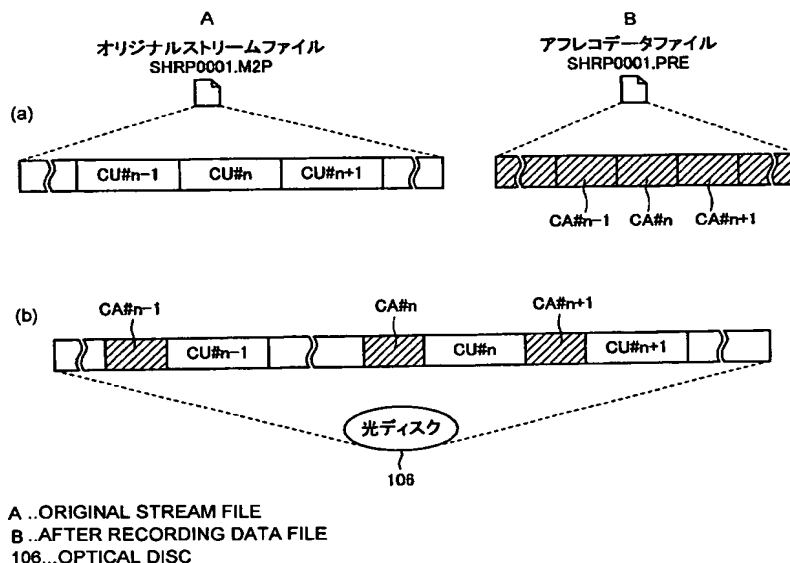 A
オリジナルストリームファイル
SHRP0001.M2P
B
アフレコデータファイル
SHRP0001.PRE
(a)
CU#n-1
CU#n
CU#n+1
CA#n-1
CA#n
CA#n+1
(b)
CA#n-1
CA#n
CA#n+1
CU#n-1
CU#n
CU#n+1
光ディスク
106
A ..ORIGINAL STREAM FILE
B ..AFTER RECORDING DATA FILE
106...OPTICAL DISC